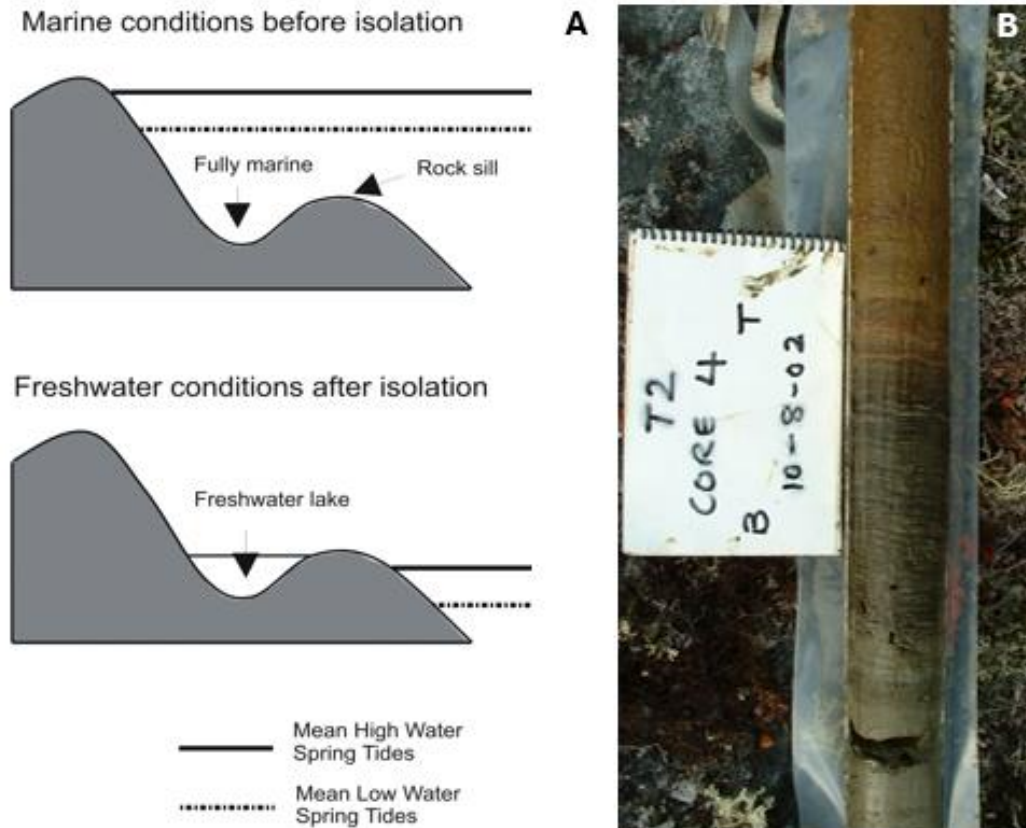 Marine conditions before isolation
A
B
Fully marine
Rock sill
Freshwater conditions after isolation
Freshwater lake
Mean High Water
Spring Tides
Mean Low Water
Spring Tides
T2
CORE 4
B T
10-8-02